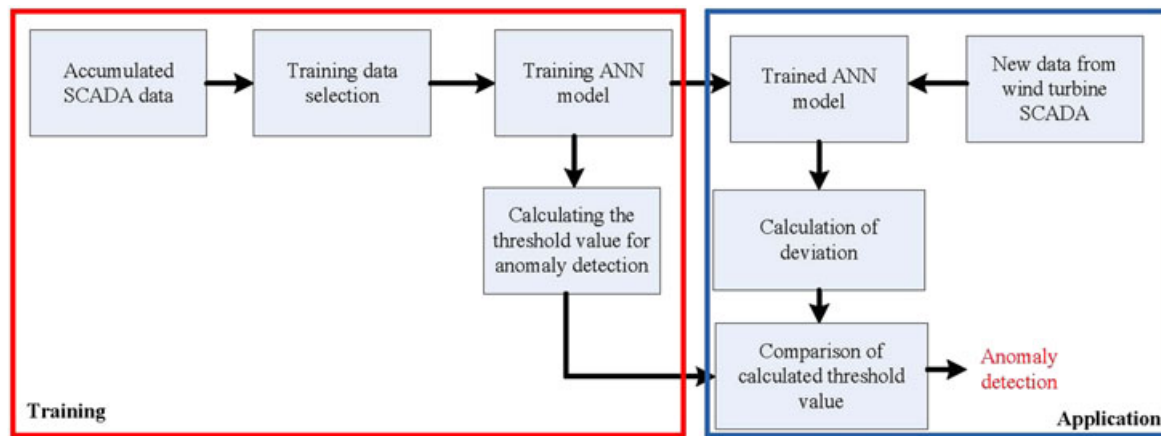 Accumulated
SCADA data
Training data
selection
Training ANN
model
Trained ANN
model
New data from
wind turbine
SCADA
Calculating the
threshold value for
anomaly detection
Calculation of
deviation
Comparison of
calculated threshold
value
Anomaly
detection
Training
Application